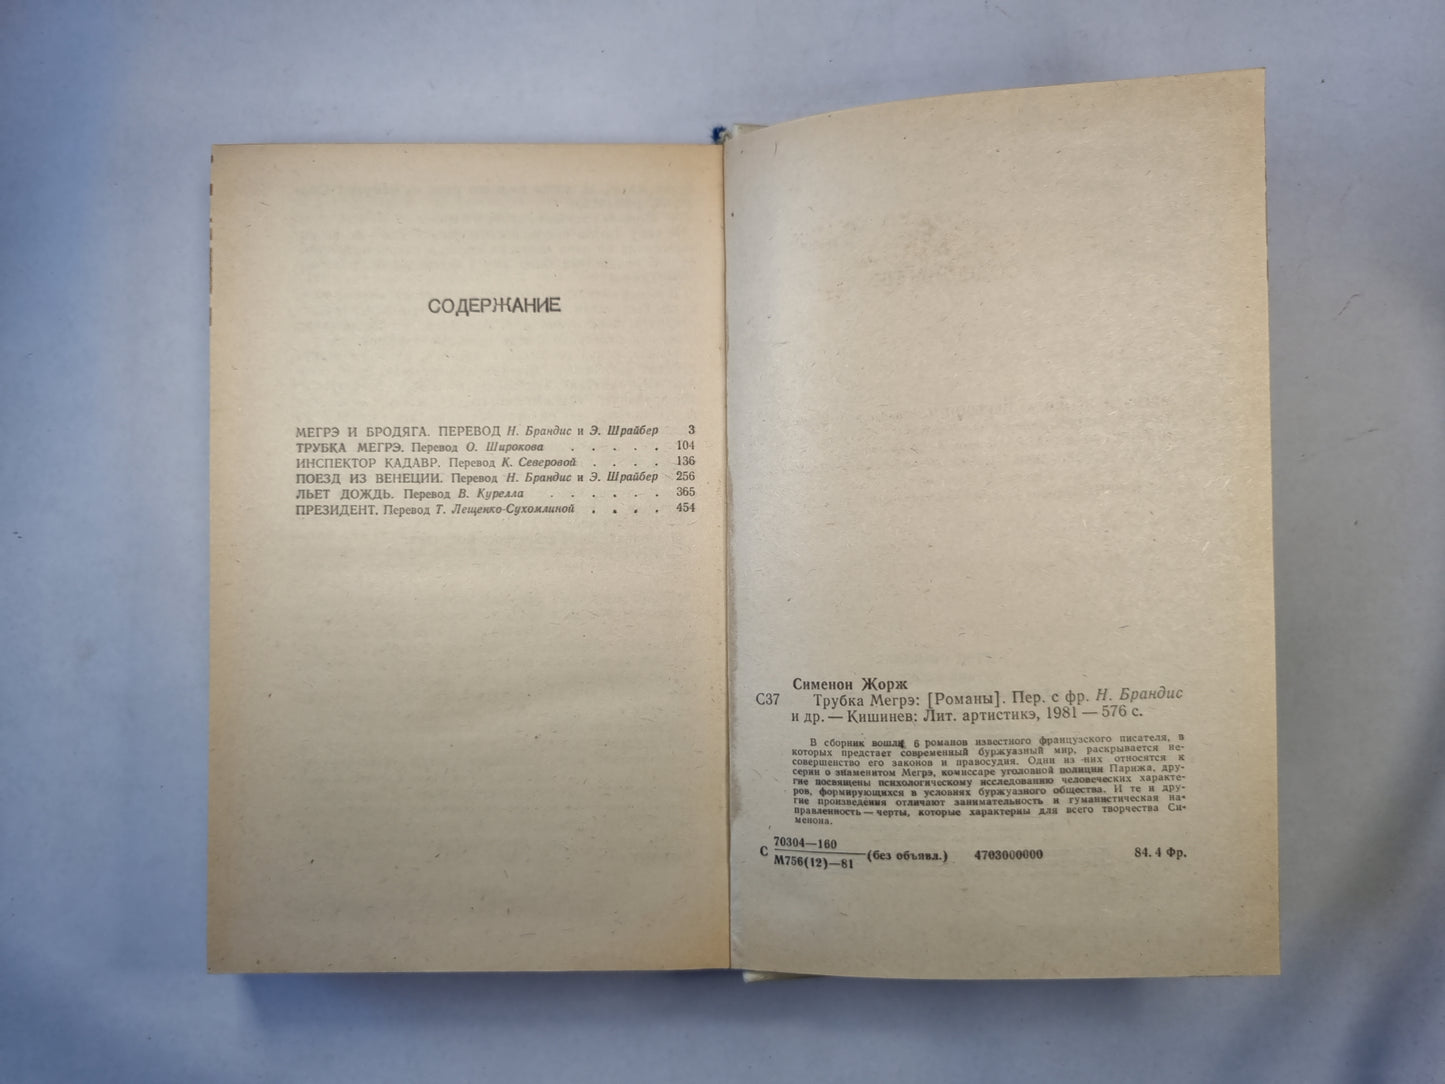 СОДЕРЖАНИЕ
МЕГРЭ И БРОДЯГА. ПЕРЕВОД Н. Брандис и Э. Шрайбер 3
ТРУБКА МЕГРЭ. Перевод О. Широкова . . . . . 104
ИНСПЕКТОР КАДАВР. Перевод К. Северовой . . . . 136
ПОЕЗД ИЗ ВЕНЕЦИИ. Перевод Н. Брандис и Э. Шрайбер 256
ЛЬЕТ ДОЖДЬ. Перевод В. Курелла . . . . . . 365
ПРЕЗИДЕНТ. Перевод Т. Лещенко-Сухомлиной . . . . 454
Сименон Жорж
С37 Трубка Мегрэ: [Романы]. Пер. с фр. Н. Брандис
и др. — Кишинев: Лит. артистикэ, 1981 — 576 с.
В сборник вошли 6 романов известного французского писателя, в
которых предстает современный буржуазный мир, раскрывается не-
совершенство его законов и правосудия. Одни из них относятся к
серии о знаменитом Мегрэ, комиссаре уголовной полиции Парижа, дру-
гие посвящены психологическому исследованию человеческих характе-
ров, формирующихся в условиях буржуазного общества. И те и дру-
гие произведения отличают занимательность и гуманистическая на-
правленность — черты, которые характерны для всего творчества Си-
менона.
С 70304—160
М756(12)—81 (без объявл.) 4703000000 84. 4 Фр.